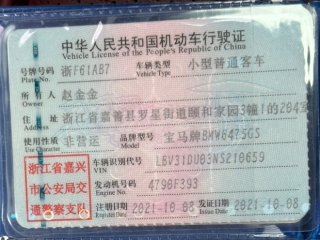 中华人民共和国机动车行驶证
Vehicle License of the People's Republic of China
号牌号码 浙F61AB7 车辆类型 小型普通客车
Plate No. Vehicle Type
所有人 赵金金
Owner
住址 浙江省嘉善县罗星街道颐和家园3幢1的204室
Address
使用性质 非营运 品牌型号 宝马牌BMW6475GS
Use Character Model
浙江省嘉兴市公安局交通警察支队
车辆识别代号 LBV31DU03NS210659
VIN
发动机号码 4798F393
Engine No.
注册日期 2021-10-08 发证日期 2021-10-08
Register Date Issue Date